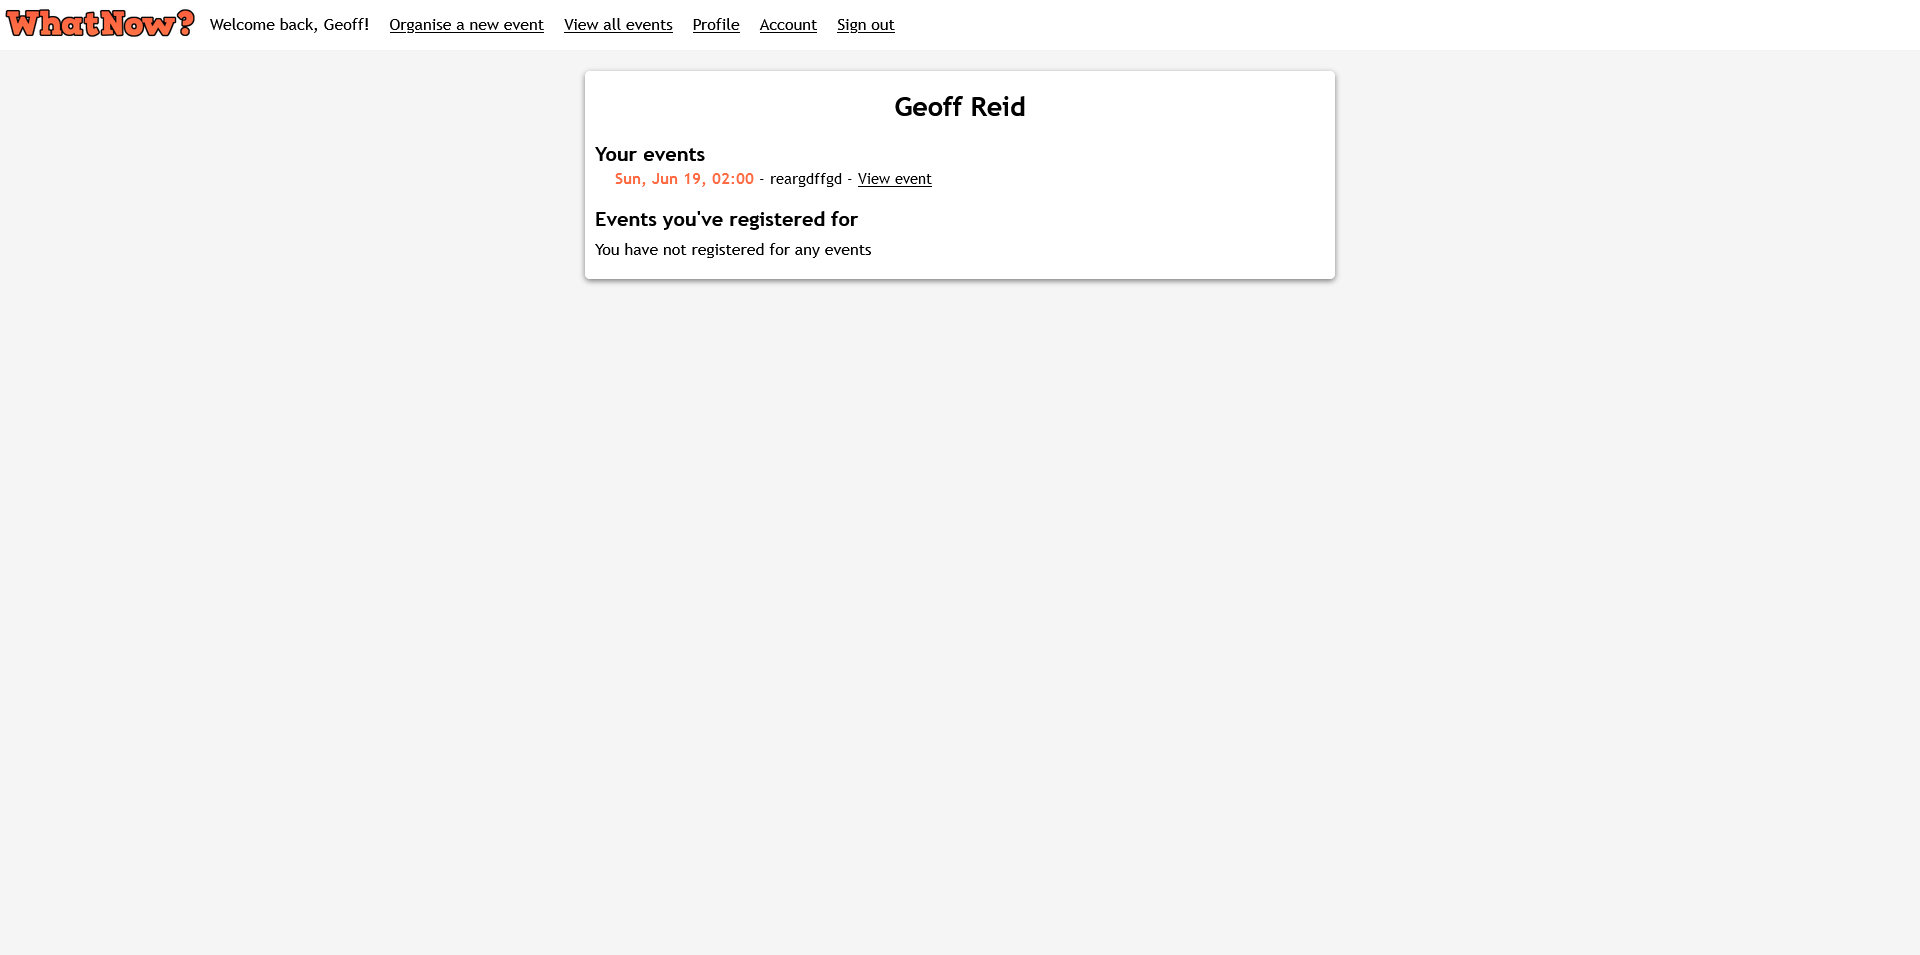 WhatNow? Welcome back, Geoff! Organise a new event View all events Profile Account Sign out
Geoff Reid
Your events
Sun, Jun 19, 02:00 - reargdffgd - View event
Events you've registered for
You have not registered for any events